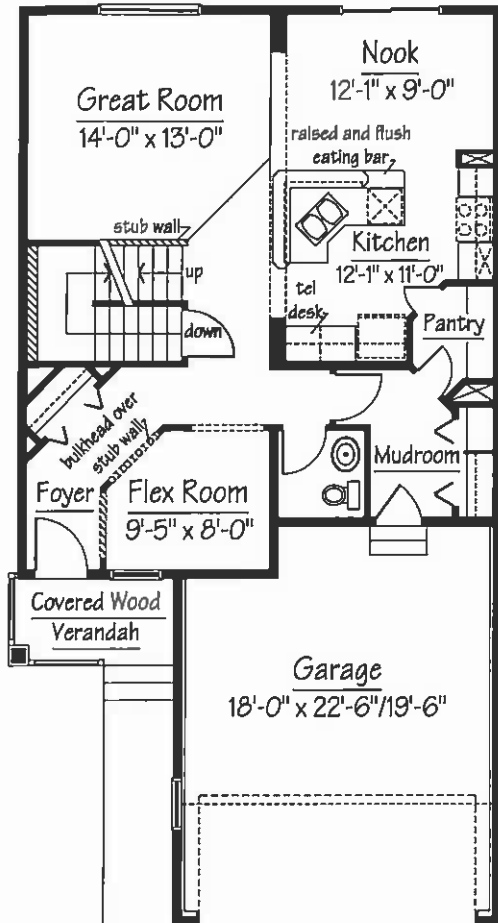 Great Room
14'-0" x 13'-0"
Nook
12'-1" x 9'-0"
raised and flush
eating bar
stub wall
up
down
Kitchen
12'-1" x 11'-0"
tel
desk
Pantry
bulkhead over
stub wall
Foyer
Flex Room
9'-5" x 8'-0"
Mudroom
Covered Wood
Verandah
Garage
18'-0" x 22'-6"/19'-6"